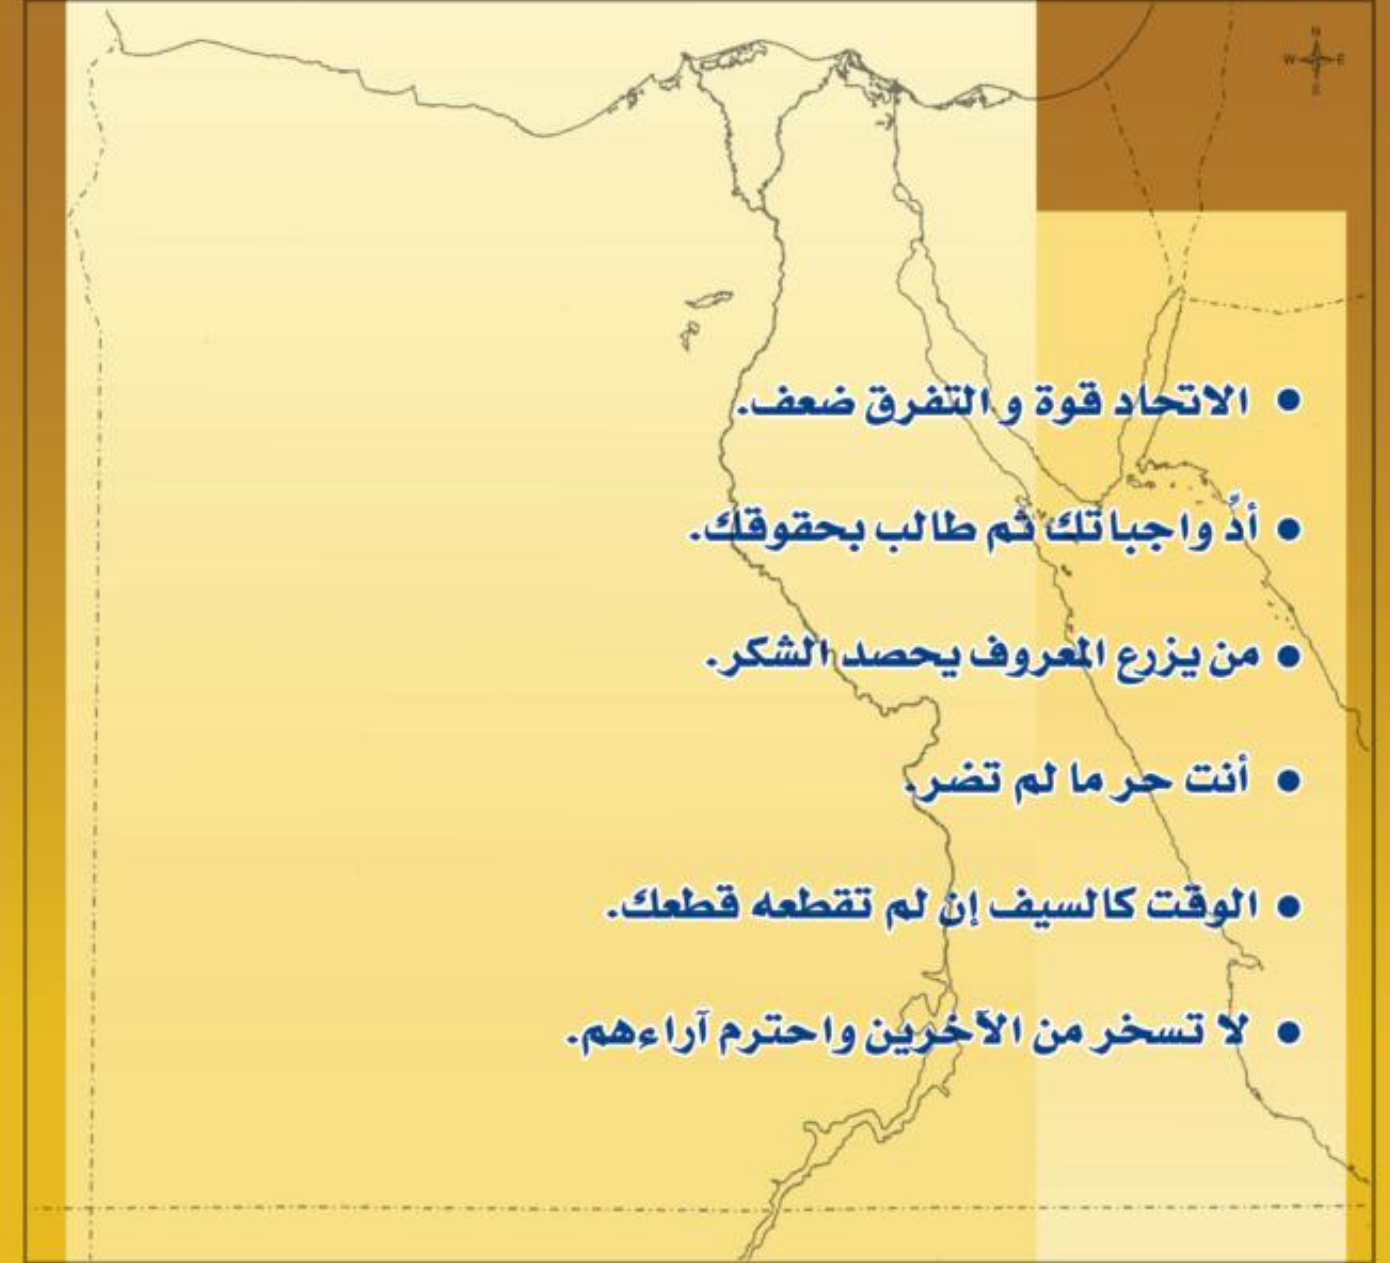 N
W E
S
• الاتحاد قوة و التفرق ضعف.
• أدِّ واجباتك ثم طالب بحقوقك.
• من يزرع المعروف يحصد الشكر.
• أنت حر ما لم تضر.
• الوقت كالسيف إن لم تقطعه قطعك.
• لا تسخر من الآخرين واحترم آراءهم.